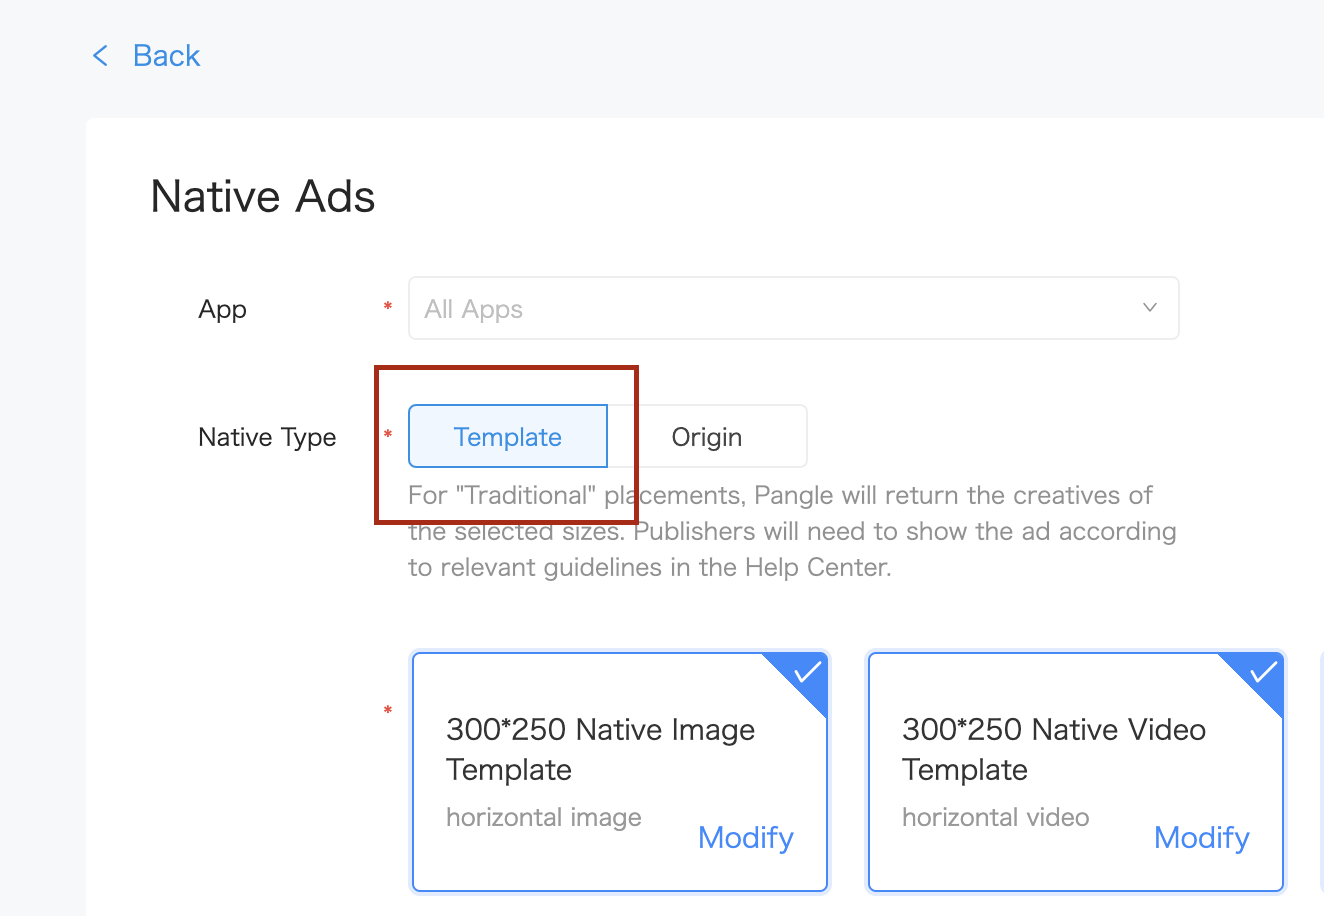 Back
Native Ads
App * All Apps
Native Type * Template Origin
For "Traditional" placements, Pangle will return the creatives of
the selected sizes. Publishers will need to show the ad according
to relevant guidelines in the Help Center.
*
300*250 Native Image
Template
horizontal image
Modify
300*250 Native Video
Template
horizontal video
Modify